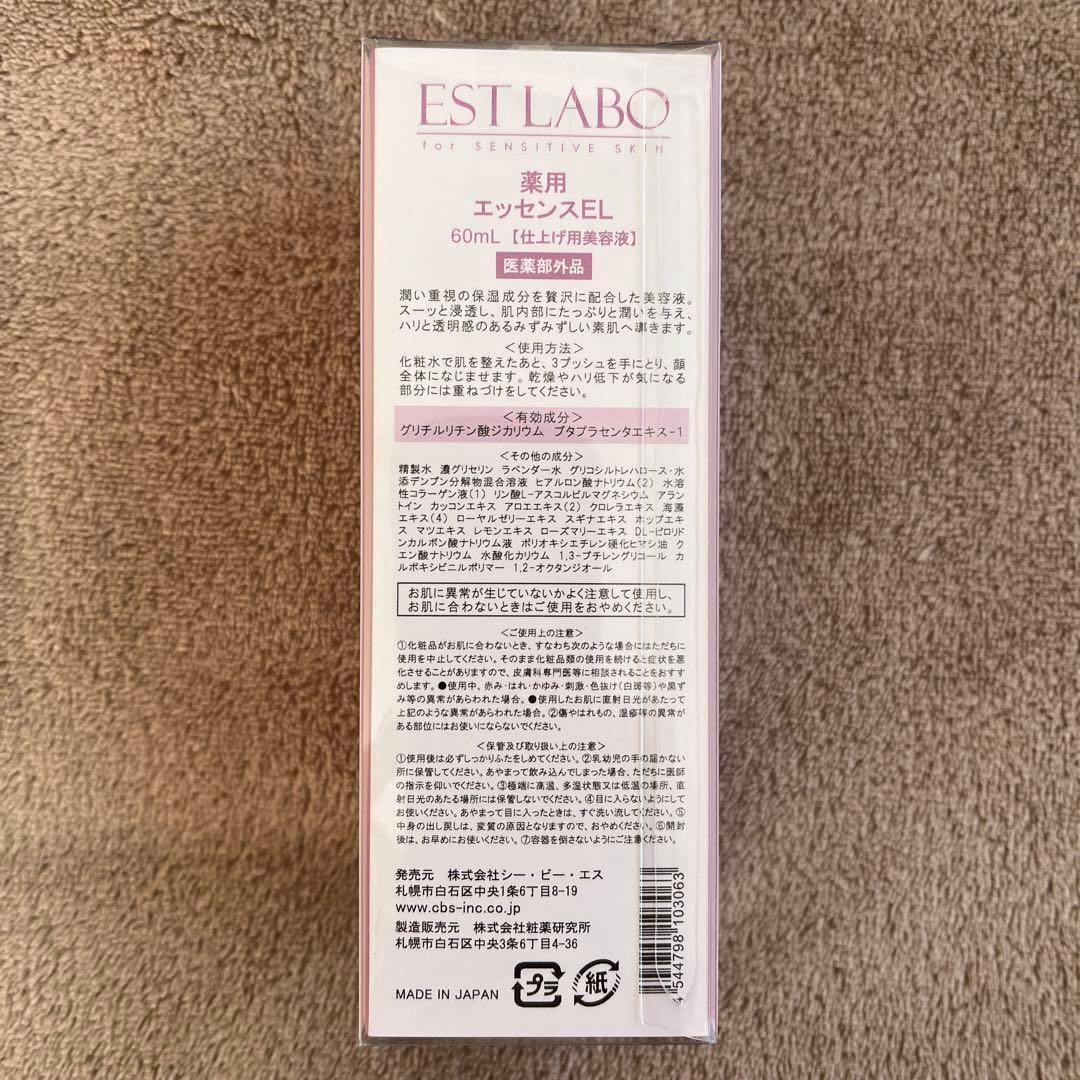 EST LABO
for SENSITIVE SKIN
薬用
エッセンスEL
60mL【仕上げ用美容液】
医薬部外品
潤い重視の保湿成分を贅沢に配合した美容液。
スーッと浸透し、肌内部にたっぷりと潤いを与え、
ハリと透明感のあるみずみずしい素肌へ導きます。
＜使用方法＞
化粧水で肌を整えたあと、3プッシュを手にとり、顔
全体になじませます。乾燥やハリ低下が気になる
部分には重ねづけをしてください。
＜有効成分＞
グリチルリチン酸ジカリウム　ブタプラセンタエキス-1
＜その他の成分＞
精製水　濃グリセリン　ラベンダー水　グリコシルトレハロース・水
添デンプン分解物混合溶液　ヒアルロン酸ナトリウム(2)　水溶
性コラーゲン液(1)　リン酸L-アスコルビルマグネシウム　アラン
トイン　カッコンエキス　アロエエキス(2)　クロレラエキス　海藻
エキス(4)　ローヤルゼリーエキス　スギナエキス　ホップエキ
ス　マツエキス　レモンエキス　ローズマリーエキス　DL-ピロリド
ンカルボン酸ナトリウム液　ポリオキシエチレン硬化ヒマシ油　ク
エン酸ナトリウム　水酸化カリウム　1,3-ブチレングリコール　カ
ルボキシビニルポリマー　1,2-オクタンジオール
お肌に異常が生じていないかよく注意して使用し、
お肌に合わないときはご使用をおやめください。
＜ご使用上の注意＞
①化粧品がお肌に合わないとき、すなわち次のような場合にはただちに
使用を中止してください。そのまま化粧品類の使用を続けると症状を悪
化させることがありますので、皮膚科専門医等に相談されることをおすす
めします。●使用中、赤み・はれ・かゆみ・刺激・色抜け(白斑等)や黒ず
み等の異常があらわれた場合。●使用したお肌に直射日光があたって
上記のような異常があらわれた場合。②傷やはれもの、湿疹等の異常が
ある部位にはお使いにならないでください。
＜保管及び取り扱い上の注意＞
①使用後は必ずしっかりふたをしめてください。②乳幼児の手の届かない
所に保管してください。あやまって飲み込んでしまった場合、ただちに医師
の指示を仰いでください。③極端に高温、多湿状態又は低温の場所、直
射日光のあたる場所には保管しないでください。④目に入らないようにして
お使いください。あやまって目に入ったときは、すぐ洗い流してください。⑤
中身の出し戻しは、変質の原因となりますので、おやめください。⑥開封
後は、お早めにお使いください。⑦容器を倒さないようにご注意ください。
発売元　株式会社シー・ビー・エス
札幌市白石区中央1条6丁目8-19
www.cbs-inc.co.jp
製造販売元　株式会社粧薬研究所
札幌市白石区中央3条6丁目4-36
MADE IN JAPAN
プラ
紙
4 544798 103063